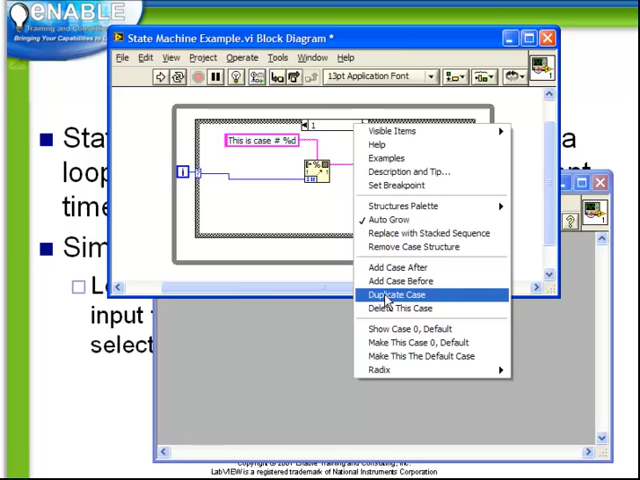 eNABLE
Training and Consulting, Inc.
Bringing Your Capabilities to
State Machine Example.vi Block Diagram *
File Edit View Project Operate Tools Window Help
13pt Application Font
1
This is case # %d
i
Visible Items
Help
Examples
Description and Tip...
Set Breakpoint
Structures Palette
Auto Grow
Replace with Stacked Sequence
Remove Case Structure
Add Case After
Add Case Before
Duplicate Case
Delete This Case
Show Case 0, Default
Make This Case 0, Default
Make This The Default Case
Radix
Stat
a
loop
time
Sim
input
select
Copyright © 2007 Enable Training and Consulting, Inc.
LabVIEW is a registered trademark of National Instruments Corporation